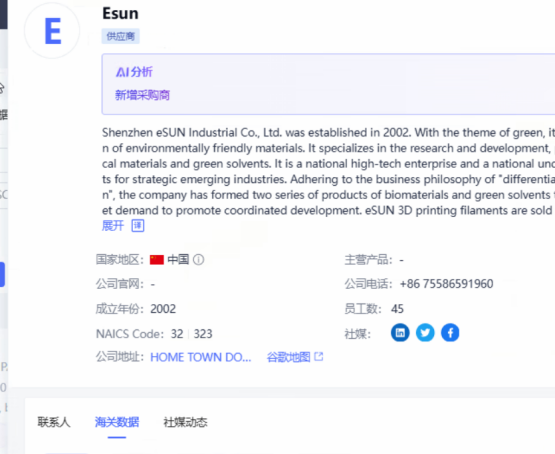 E
Esun
供应商
AI分析
新增采购商
Shenzhen eSUN Industrial Co., Ltd. was established in 2002. With the theme of green, it
n of environmentally friendly materials. It specializes in the research and development,
cal materials and green solvents. It is a national high-tech enterprise and a national un
ts for strategic emerging industries. Adhering to the business philosophy of "differentia
n", the company has formed two series of products of biomaterials and green solvents
et demand to promote coordinated development. eSUN 3D printing filaments are sold
展开 译
国家地区: 中国 主营产品: -
公司官网: - 公司电话: +86 75586591960
成立年份: 2002 员工数: 45
NAICS Code: 32 323 社媒:
公司地址: HOME TOWN DO... 谷歌地图
联系人 海关数据 社媒动态